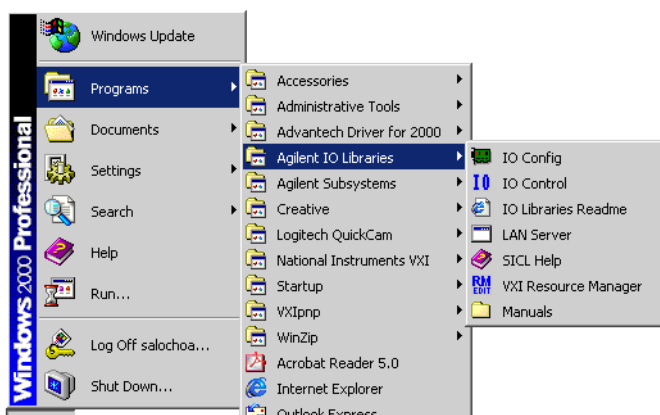 Windows 2000 Professional
Windows Update
Programs
Documents
Settings
Search
Help
Run...
Log Off salochoa...
Shut Down...
Accessories
Administrative Tools
Advantech Driver for 2000
Agilent IO Libraries
Agilent Subsystems
Creative
Logitech QuickCam
National Instruments VXI
Startup
VXIpnp
WinZip
Acrobat Reader 5.0
Internet Explorer
Outlook Express
IO Config
IO
IO Control
IO Libraries Readme
LAN Server
SICL Help
RM
EDIT
VXI Resource Manager
Manuals